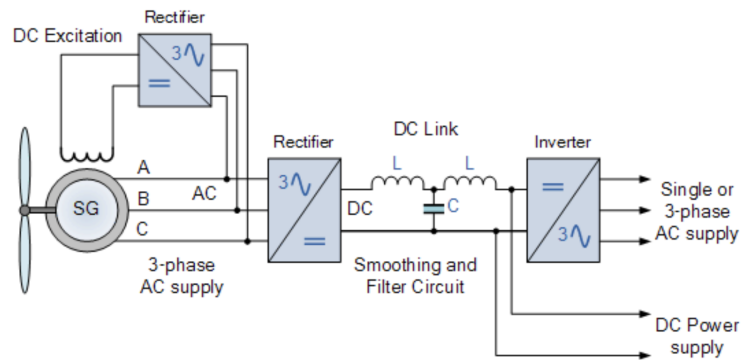 Rectifier
DC Excitation
3
Rectifier
DC Link
Inverter
A
L
L
3
B
AC
SG
DC
C
C
3
Single or
3-phase
AC supply
3-phase
AC supply
Smoothing and
Filter Circuit
DC Power
supply